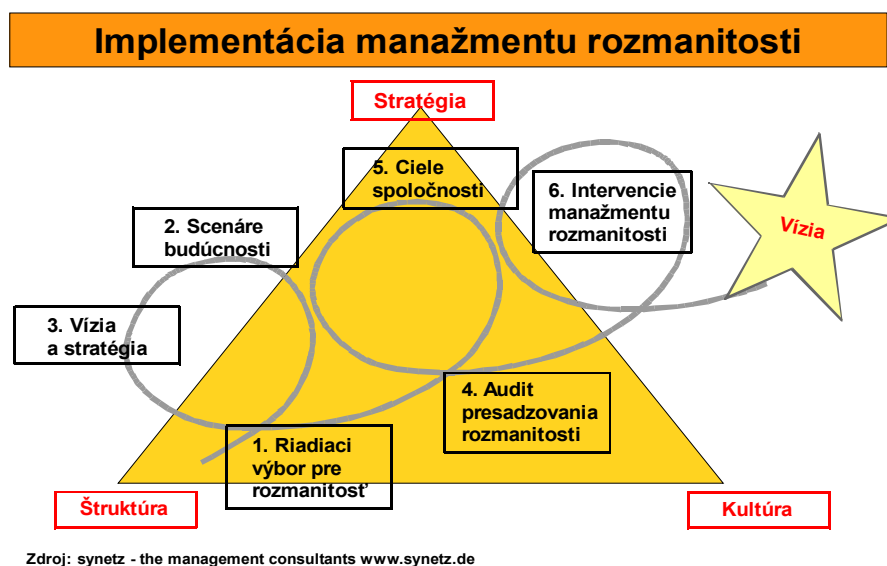 Implementácia manažmentu rozmanitosti
Stratégia
5. Ciele
spoločnosti
6. Intervencie
manažmentu
rozmanitosti
Vízia
2. Scenáre
budúcnosti
3. Vízia
a stratégia
4. Audit
presadzovania
rozmanitosti
1. Riadiaci
výbor pre
rozmanitosť
Štruktúra
Kultúra
Zdroj: synetz - the management consultants www.synetz.de